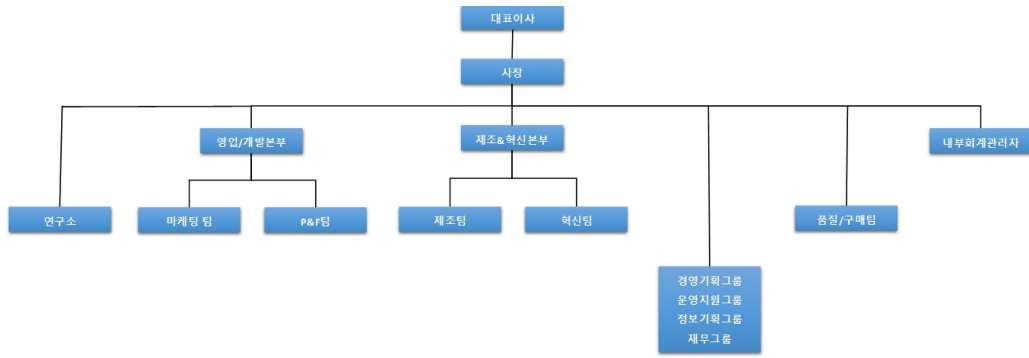 대표이사
사장
영업/개발본부
제조&혁신본부
내부회계관리자
연구소
마케팅 팀
P&F팀
제조팀
혁신팀
품질/구매팀
경영기획그룹
운영지원그룹
정보기획그룹
재무그룹